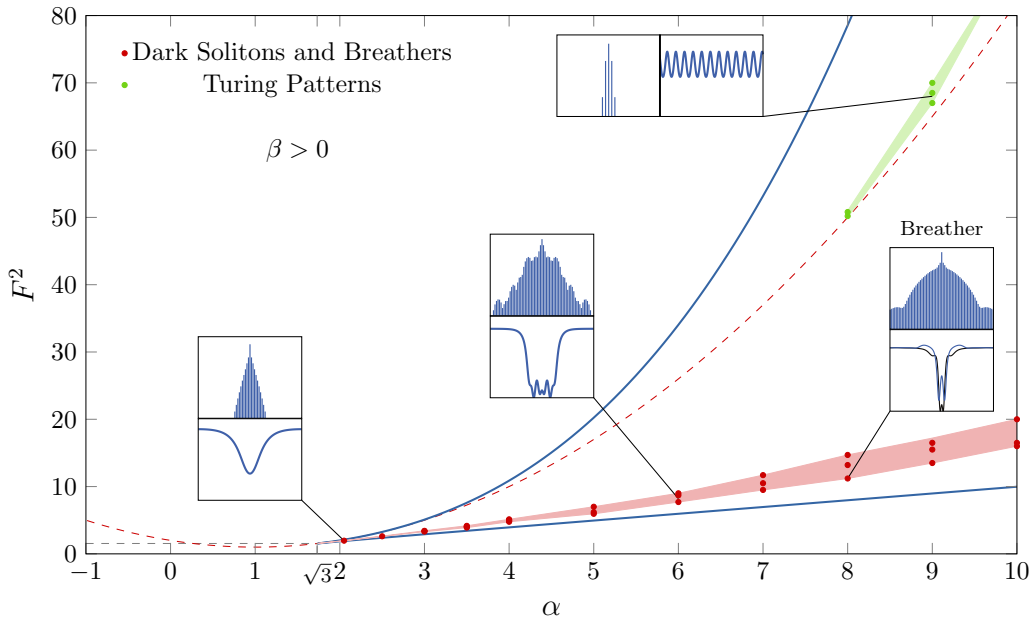 80
70
60
50
40
30
20
10
0
F²
Dark Solitons and Breathers
Turing Patterns
β > 0
Breather
−1 0 1 √3 2 3 4 5 6 7 8 9 10
α